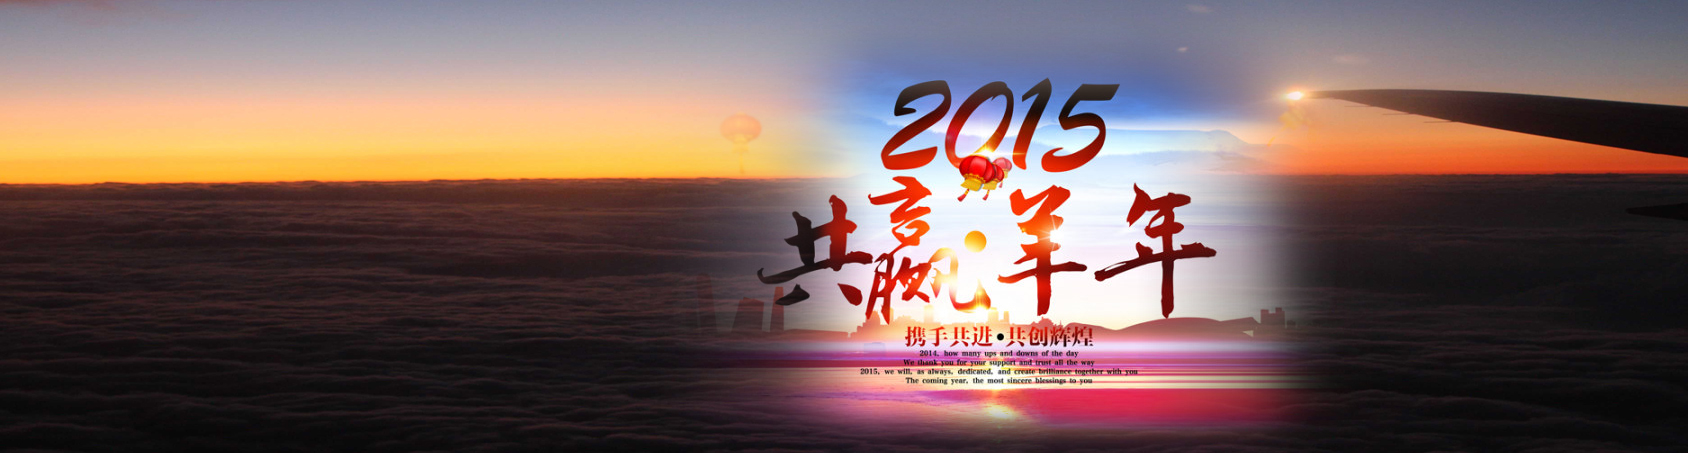 2015
共赢羊年
携手共进•共创辉煌
2014, how many ups and downs of the day
We thank you for your support and trust all the way
2015, we will, as always, dedicated, and create brilliance together with you
The coming year, the most sincere blessings to you